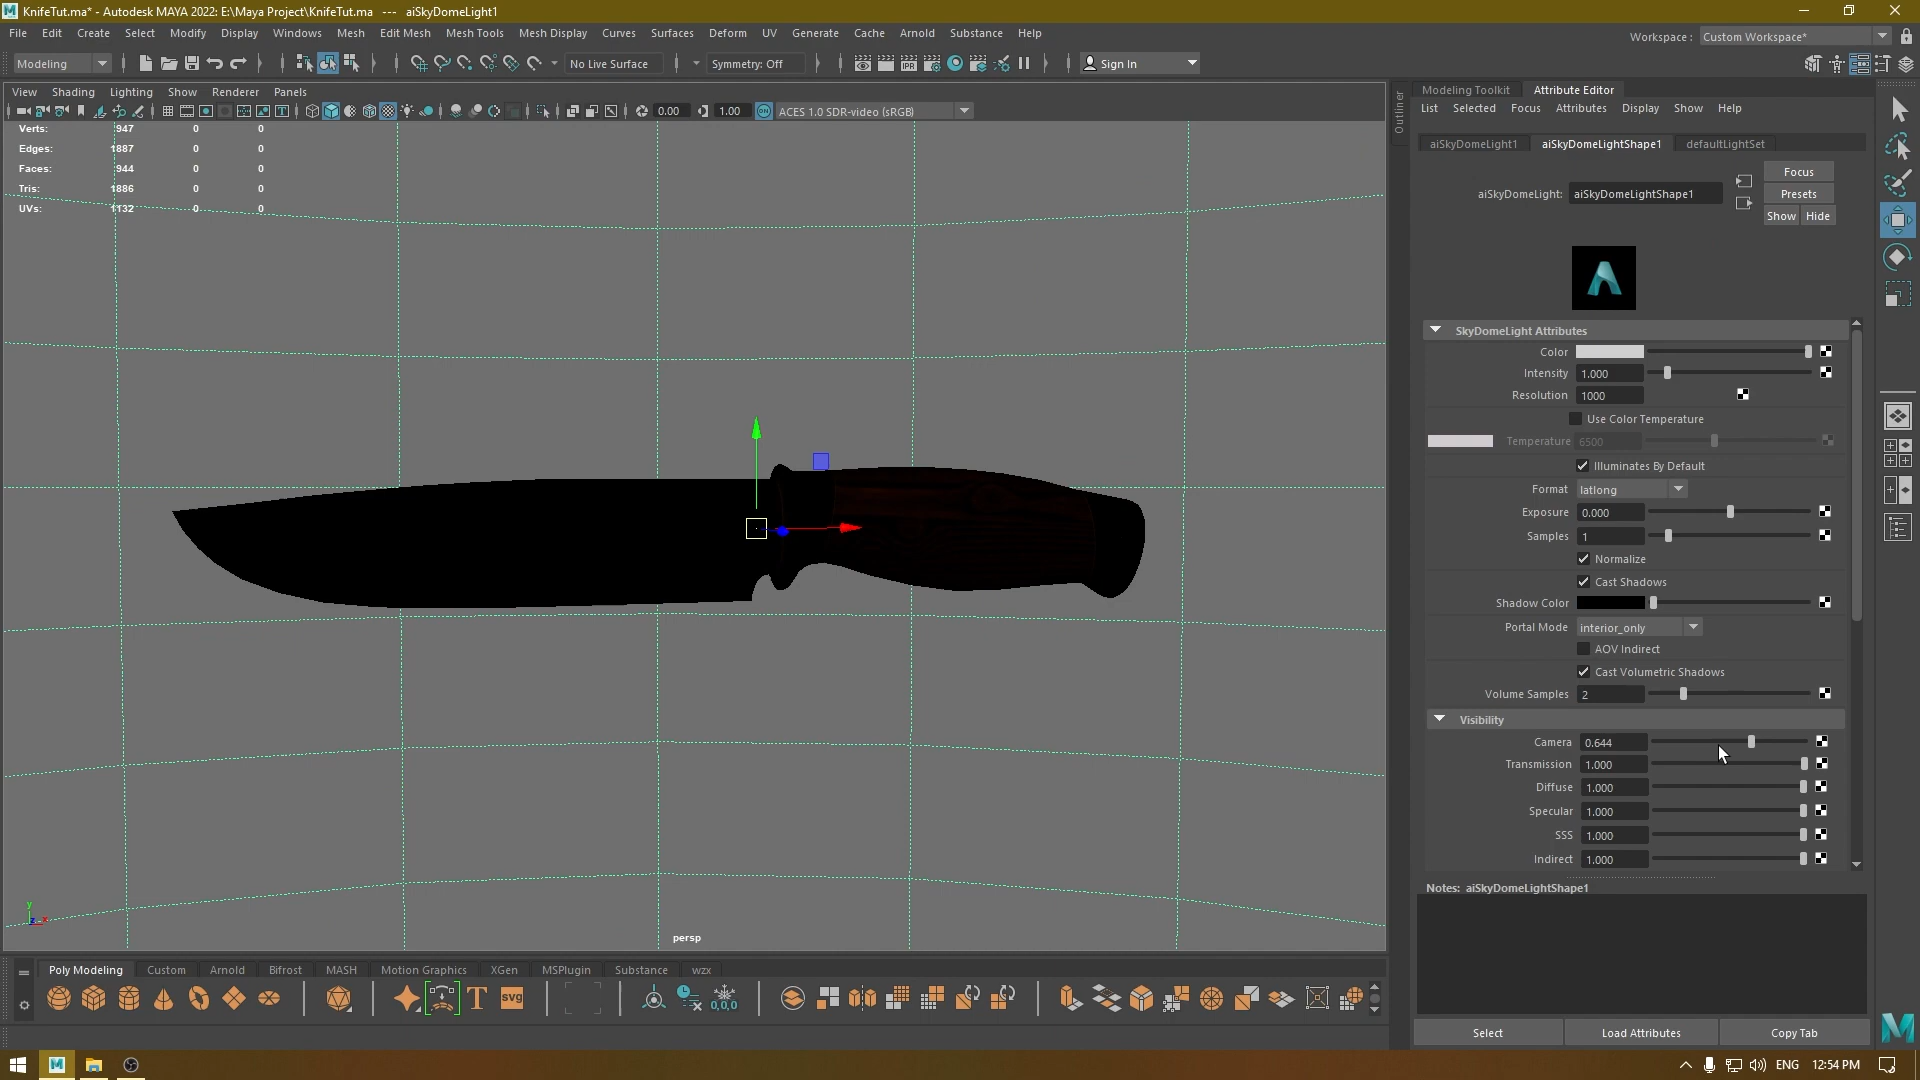 KnifeTut.ma* - Autodesk MAYA 2022: E:\Maya Project\KnifeTut.ma   ---   aiSkyDomeLight1
File Edit Create Select Modify Display Windows Mesh Edit Mesh Mesh Tools Mesh Display Curves Surfaces Deform UV Generate Cache Arnold Substance Help
Workspace : Custom Workspace*
Modeling No Live Surface Symmetry: Off IPR Sign In
View Shading Lighting Show Renderer Panels
0.00 1.00 ON ACES 1.0 SDR-video (sRGB)
Verts: 947 0 0
Edges: 1887 0 0
Faces: 944 0 0
Tris: 1886 0 0
UVs: 1132 0 0
y
z x
persp
Outliner
Modeling Toolkit Attribute Editor
List Selected Focus Attributes Display Show Help
aiSkyDomeLight1 aiSkyDomeLightShape1 defaultLightSet
Focus
aiSkyDomeLight: aiSkyDomeLightShape1 Presets
Show Hide
SkyDomeLight Attributes
Color
Intensity 1.000
Resolution 1000
Use Color Temperature
Temperature 6500
Illuminates By Default
Format latlong
Exposure 0.000
Samples 1
Normalize
Cast Shadows
Shadow Color
Portal Mode interior_only
AOV Indirect
Cast Volumetric Shadows
Volume Samples 2
Visibility
Camera 0.644
Transmission 1.000
Diffuse 1.000
Specular 1.000
SSS 1.000
Indirect 1.000
Notes: aiSkyDomeLightShape1
Select Load Attributes Copy Tab
Poly Modeling Custom Arnold Bifrost MASH Motion Graphics XGen MSPlugin Substance wzx
T svg 0,0,0
ENG 12:54 PM